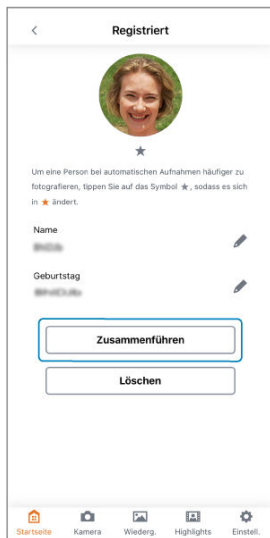 Registriert
Um eine Person bei automatischen Aufnahmen häufiger zu
fotografieren, tippen Sie auf das Symbol ★, sodass es sich
in ★ ändert.
Name
Geburtstag
Zusammenführen
Löschen
Startseite Kamera Wiederg. Highlights Einstell.